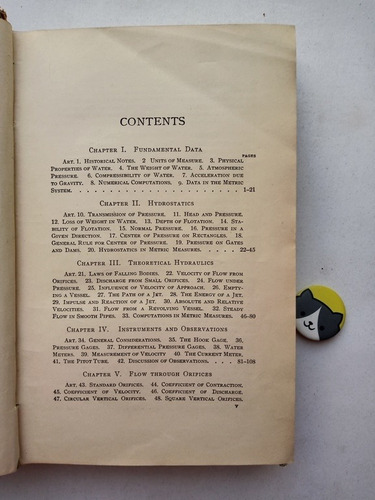 CONTENTS
CHAPTER I. FUNDAMENTAL DATA
PAGES
ART. 1. HISTORICAL NOTES. 2 UNITS OF MEASURE. 3. PHYSICAL
PROPERTIES OF WATER. 4. THE WEIGHT OF WATER. 5. ATMOSPHERIC
PRESSURE. 6. COMPRESSIBILITY OF WATER. 7. ACCELERATION DUE
TO GRAVITY. 8. NUMERICAL COMPUTATIONS. 9. DATA IN THE METRIC
SYSTEM. 1-21
CHAPTER II. HYDROSTATICS
ART. 10. TRANSMISSION OF PRESSURE. 11. HEAD AND PRESSURE.
12. LOSS OF WEIGHT IN WATER. 13. DEPTH OF FLOTATION. 14. STA-
BILITY OF FLOTATION. 15. NORMAL PRESSURE. 16. PRESSURE IN A
GIVEN DIRECTION. 17. CENTER OF PRESSURE ON RECTANGLES. 18.
GENERAL RULE FOR CENTER OF PRESSURE. 19. PRESSURE ON GATES
AND DAMS. 20. HYDROSTATICS IN METRIC MEASURES. 22-45
CHAPTER III. THEORETICAL HYDRAULICS
ART. 21, LAWS OF FALLING BODIES. 22. VELOCITY OF FLOW FROM
ORIFICES. 23. DISCHARGE FROM SMALL ORIFICES. 24. FLOW UNDER
PRESSURE. 25. INFLUENCE OF VELOCITY OF APPROACH. 26. EMPTY-
ING A VESSEL. 27. THE PATH OF A JET. 28. THE ENERGY OF A JET.
29. IMPULSE AND REACTION OF A JET. 30. ABSOLUTE AND RELATIVE
VELOCITIES. 31. FLOW FROM A REVOLVING VESSEL. 32. STEADY
FLOW IN SMOOTH PIPES. 33. COMPUTATIONS IN METRIC MEASURES. 46-80
CHAPTER IV. INSTRUMENTS AND OBSERVATIONS
ART. 34. GENERAL CONSIDERATIONS. 35. THE HOOK GAGE. 36.
PRESSURE GAGES. 37. DIFFERENTIAL PRESSURE GAGES. 38. WATER
METERS. 39. MEASUREMENT OF VELOCITY 40. THE CURRENT METER.
41. THE PITOT TUBE. 42. DISCUSSION OF OBSERVATIONS. 81-108
CHAPTER V. FLOW THROUGH ORIFICES
ART. 43. STANDARD ORIFICES. 44. COEFFICIENT OF CONTRACTION.
45. COEFFICIENT OF VELOCITY. 46. COEFFICIENT OF DISCHARGE.
47. CIRCULAR VERTICAL ORIFICES. 48. SQUARE VERTICAL ORIFICES.
V